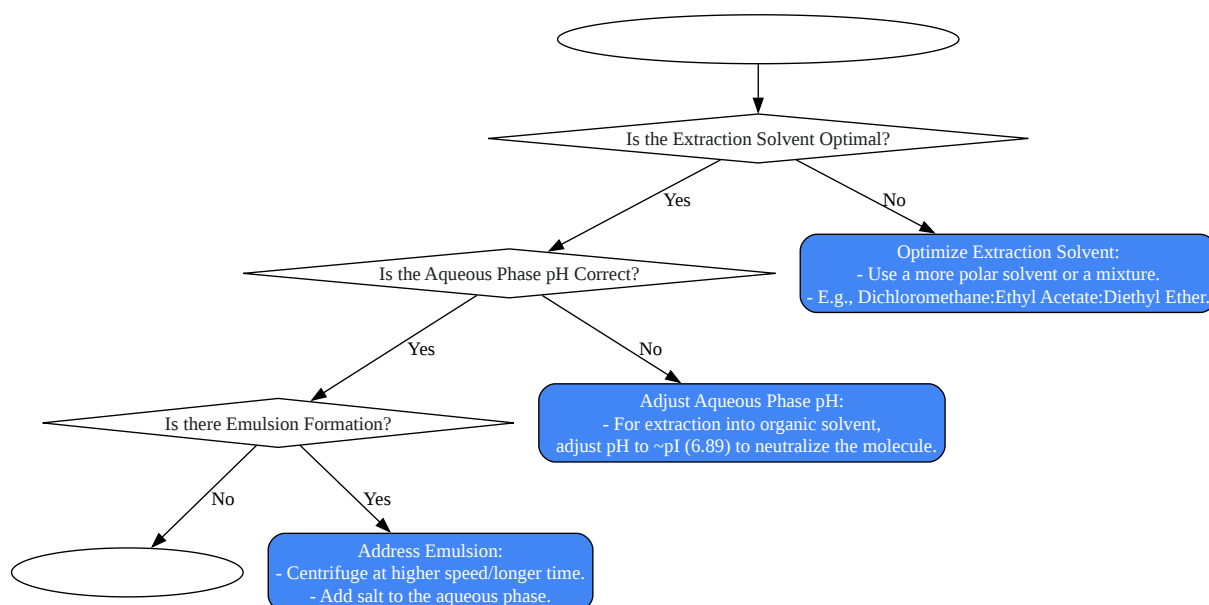 Is the Extraction Solvent Optimal?
Yes
No
Optimize Extraction Solvent:
- Use a more polar solvent or a mixture.
- E.g., Dichloromethane:Ethyl Acetate:Diethyl Ether.
Is the Aqueous Phase pH Correct?
Yes
No
Adjust Aqueous Phase pH:
- For extraction into organic solvent,
adjust pH to ~pI (6.89) to neutralize the molecule.
Is there Emulsion Formation?
No
Yes
Address Emulsion:
- Centrifuge at higher speed/longer time.
- Add salt to the aqueous phase.